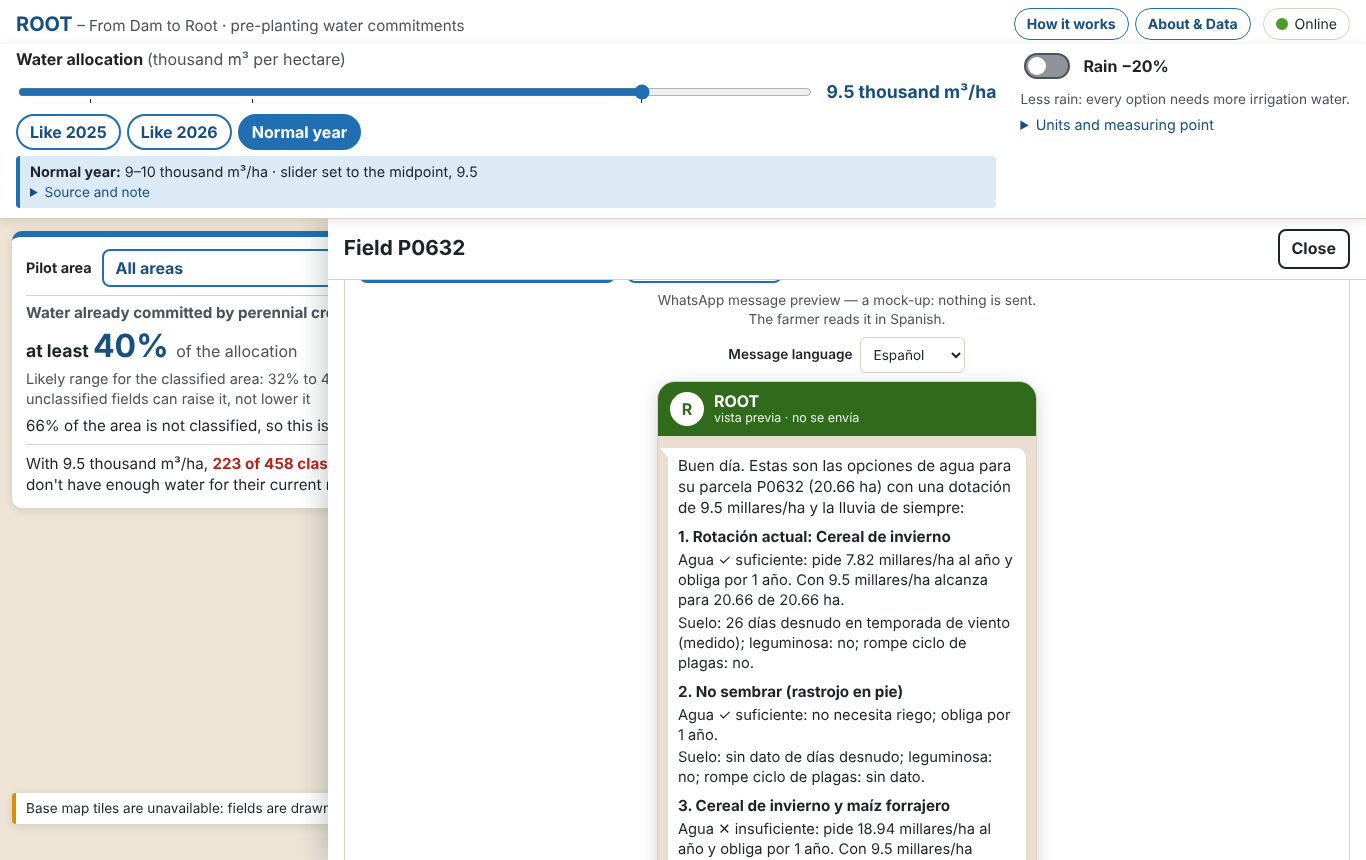 ROOT – From Dam to Root · pre-planting water commitments
How it works
About & Data
Online
Water allocation (thousand m³ per hectare)
9.5 thousand m³/ha
Like 2025
Like 2026
Normal year
Normal year: 9–10 thousand m³/ha · slider set to the midpoint, 9.5
▶ Source and note
Rain −20%
Less rain: every option needs more irrigation water.
▶ Units and measuring point
Pilot area
All areas
Water already committed by perennial cr
at least 40% of the allocation
Likely range for the classified area: 32% to 4
unclassified fields can raise it, not lower it
66% of the area is not classified, so this is
With 9.5 thousand m³/ha, 223 of 458 clas
don't have enough water for their current
Base map tiles are unavailable: fields are drawn
Field P0632
Close
WhatsApp message preview — a mock-up: nothing is sent.
The farmer reads it in Spanish.
Message language
Español
R
ROOT
vista previa · no se envía
Buen día. Estas son las opciones de agua para
su parcela P0632 (20.66 ha) con una dotación
de 9.5 millares/ha y la lluvia de siempre:
1. Rotación actual: Cereal de invierno
Agua ✓ suficiente: pide 7.82 millares/ha al año y
obliga por 1 año. Con 9.5 millares/ha alcanza
para 20.66 de 20.66 ha.
Suelo: 26 días desnudo en temporada de viento
(medido); leguminosa: no; rompe ciclo de
plagas: no.
2. No sembrar (rastrojo en pie)
Agua ✓ suficiente: no necesita riego; obliga por
1 año.
Suelo: sin dato de días desnudo; leguminosa:
no; rompe ciclo de plagas: sin dato.
3. Cereal de invierno y maíz forrajero
Agua ✕ insuficiente: pide 18.94 millares/ha al
año y obliga por 1 año. Con 9.5 millares/ha